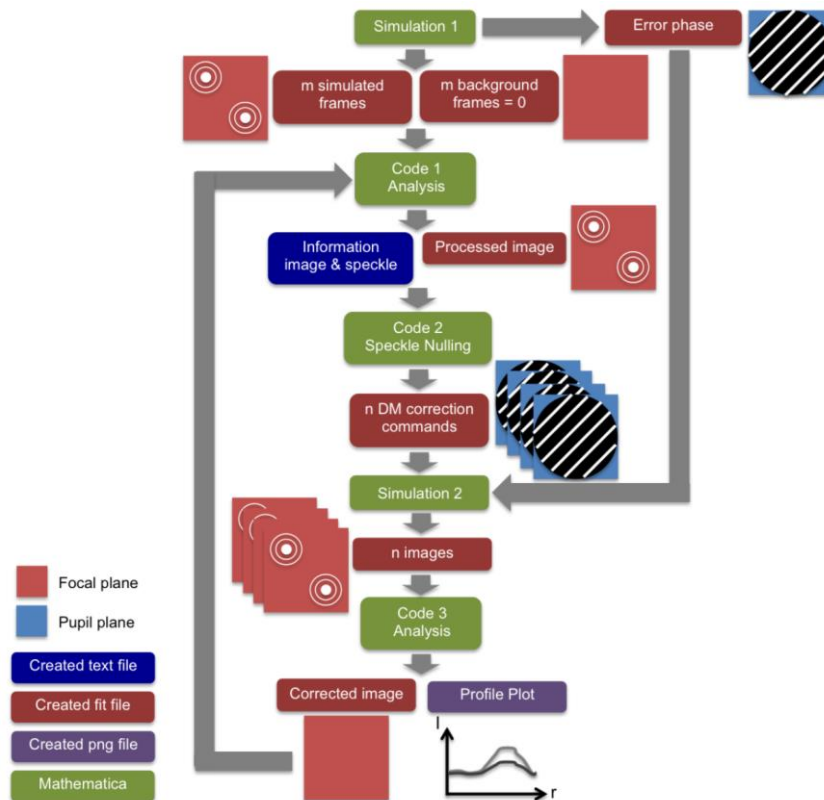 Simulation 1
Error phase
m simulated
frames
m background
frames = 0
Code 1
Analysis
Information
image & speckle
Processed image
Code 2
Speckle Nulling
n DM correction
commands
Simulation 2
n images
Code 3
Analysis
Corrected image
Profile Plot
I
r
Focal plane
Pupil plane
Created text file
Created fit file
Created png file
Mathematica